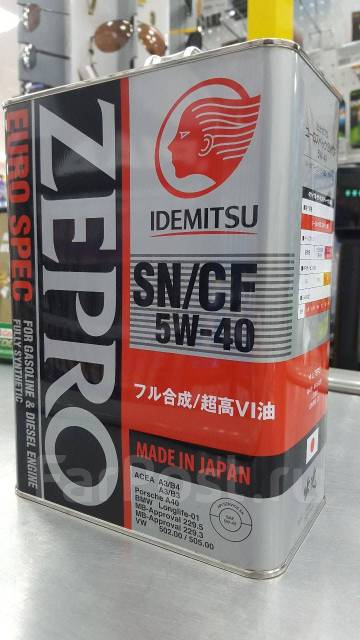 ZEPRO
EURO SPEC
FOR GASOLINE & DIESEL ENGINE
FULLY SYNTHETIC
IDEMITSU
SN/CF
5W-40
フル合成/超高VI油
MADE IN JAPAN
ACEA A3/B4
A3/B3
Porsche A40
BMW Longlife-01
MB-Approval 229.5
MB-Approval 229.3
VW 502.00 / 505.00
Farpost.ru